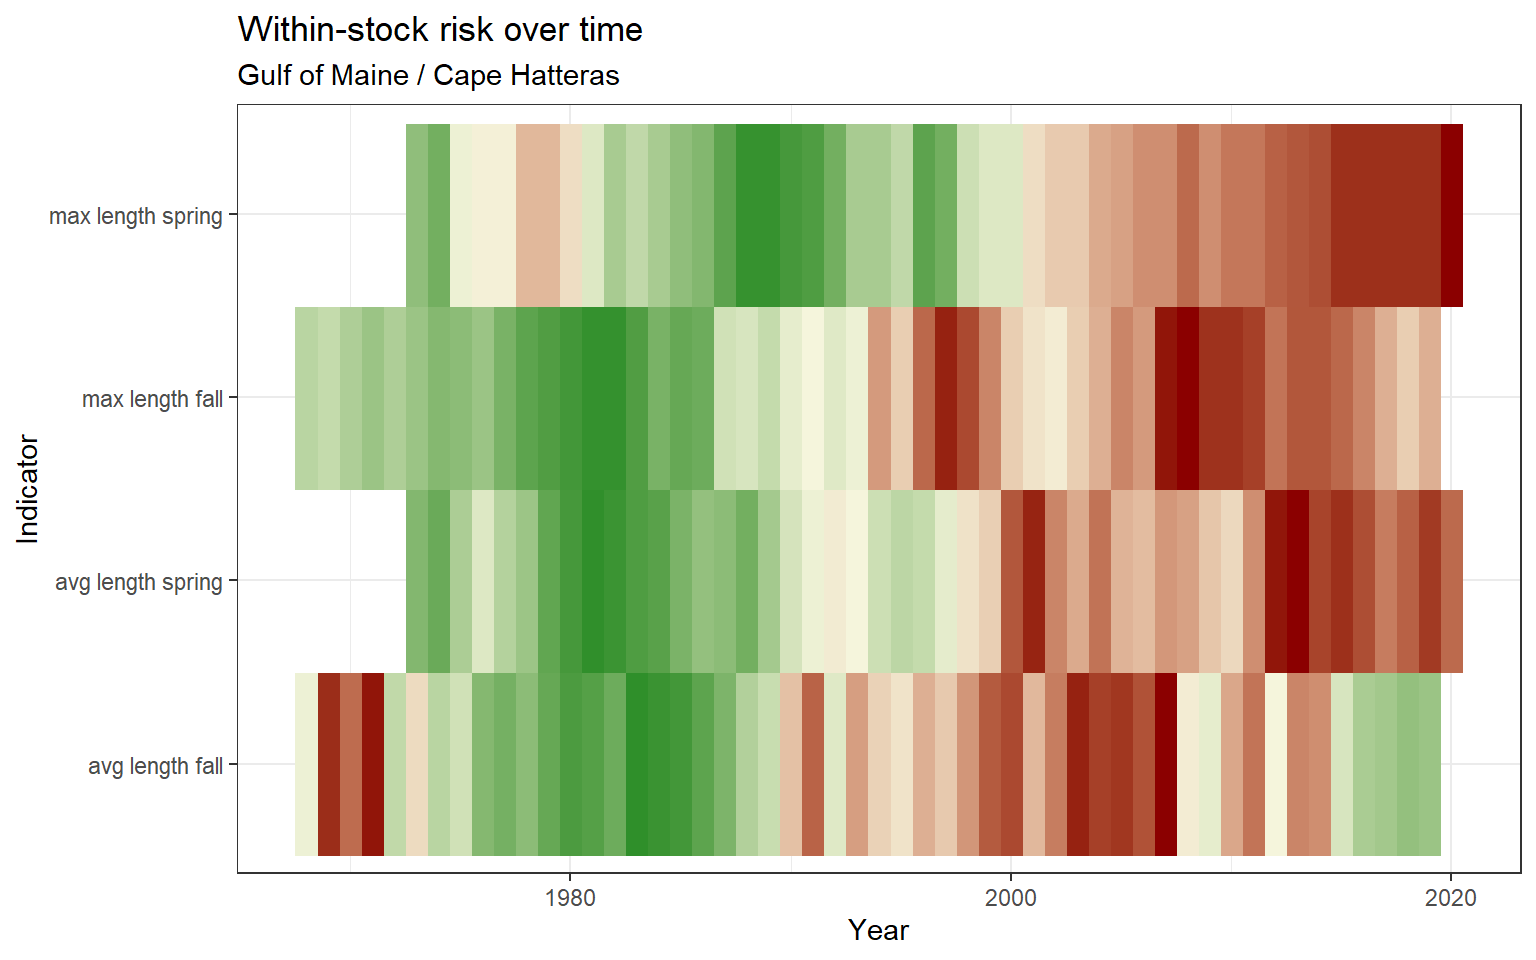 Within-stock risk over time
Gulf of Maine / Cape Hatteras
Indicator
max length spring
max length fall
avg length spring
avg length fall
1980
2000
2020
Year